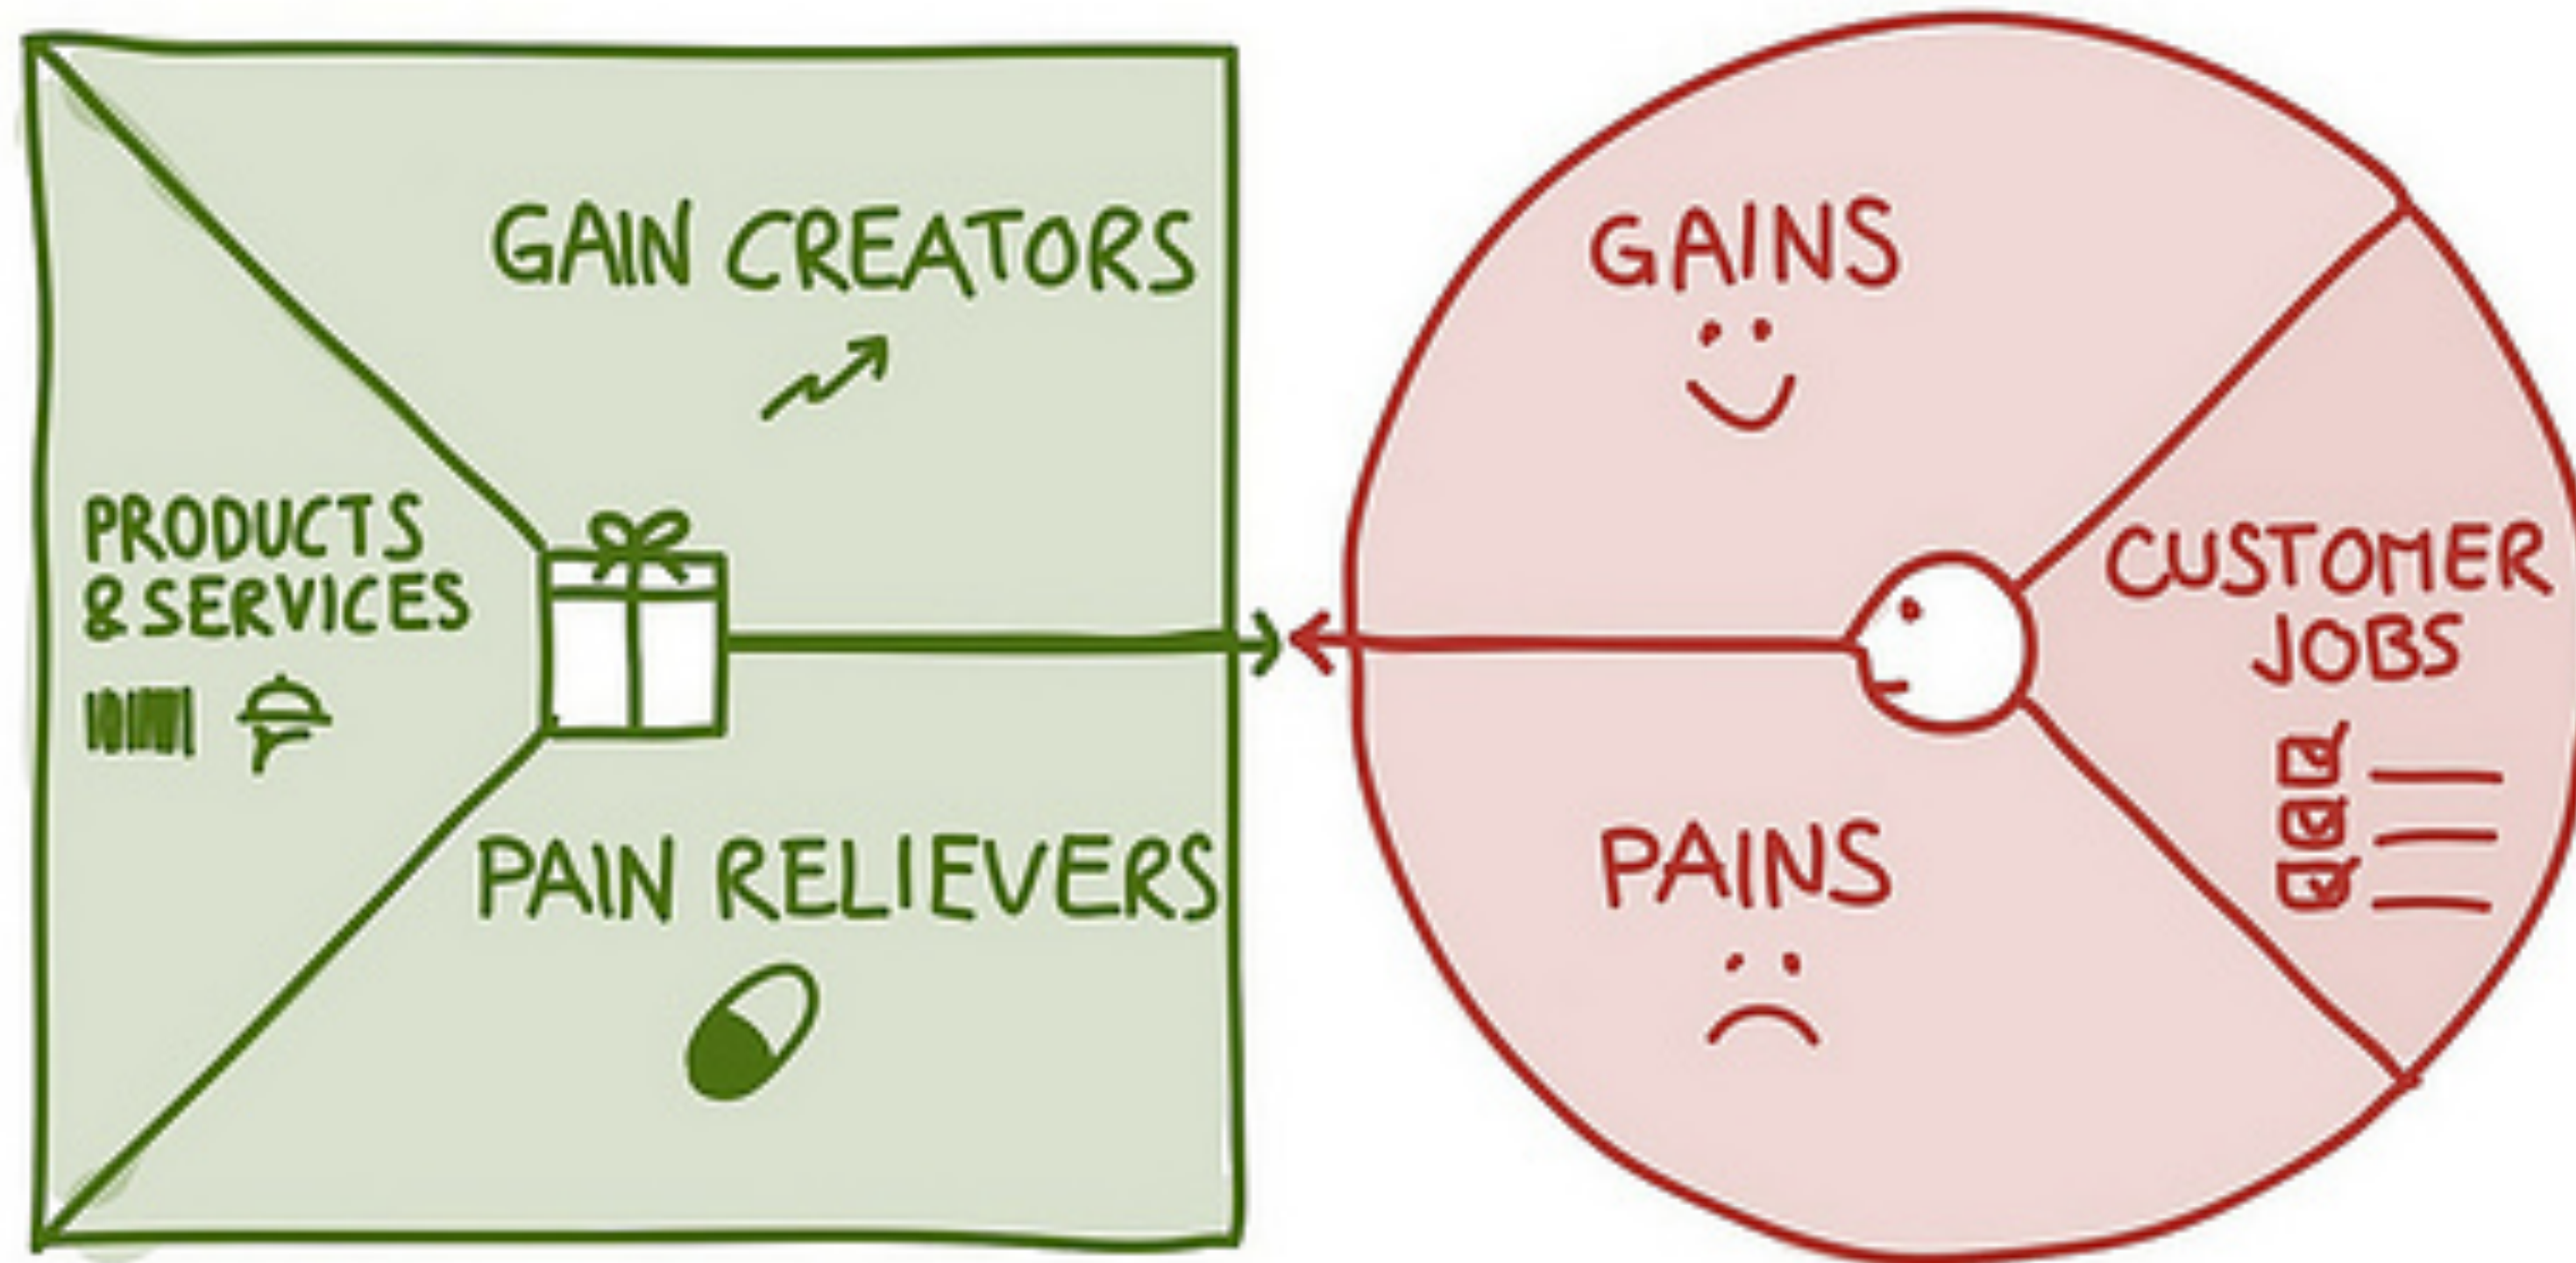 GAIN CREATORS
PRODUCTS
& SERVICES
PAIN RELIEVERS
GAINS
CUSTOMER
JOBS
PAINS